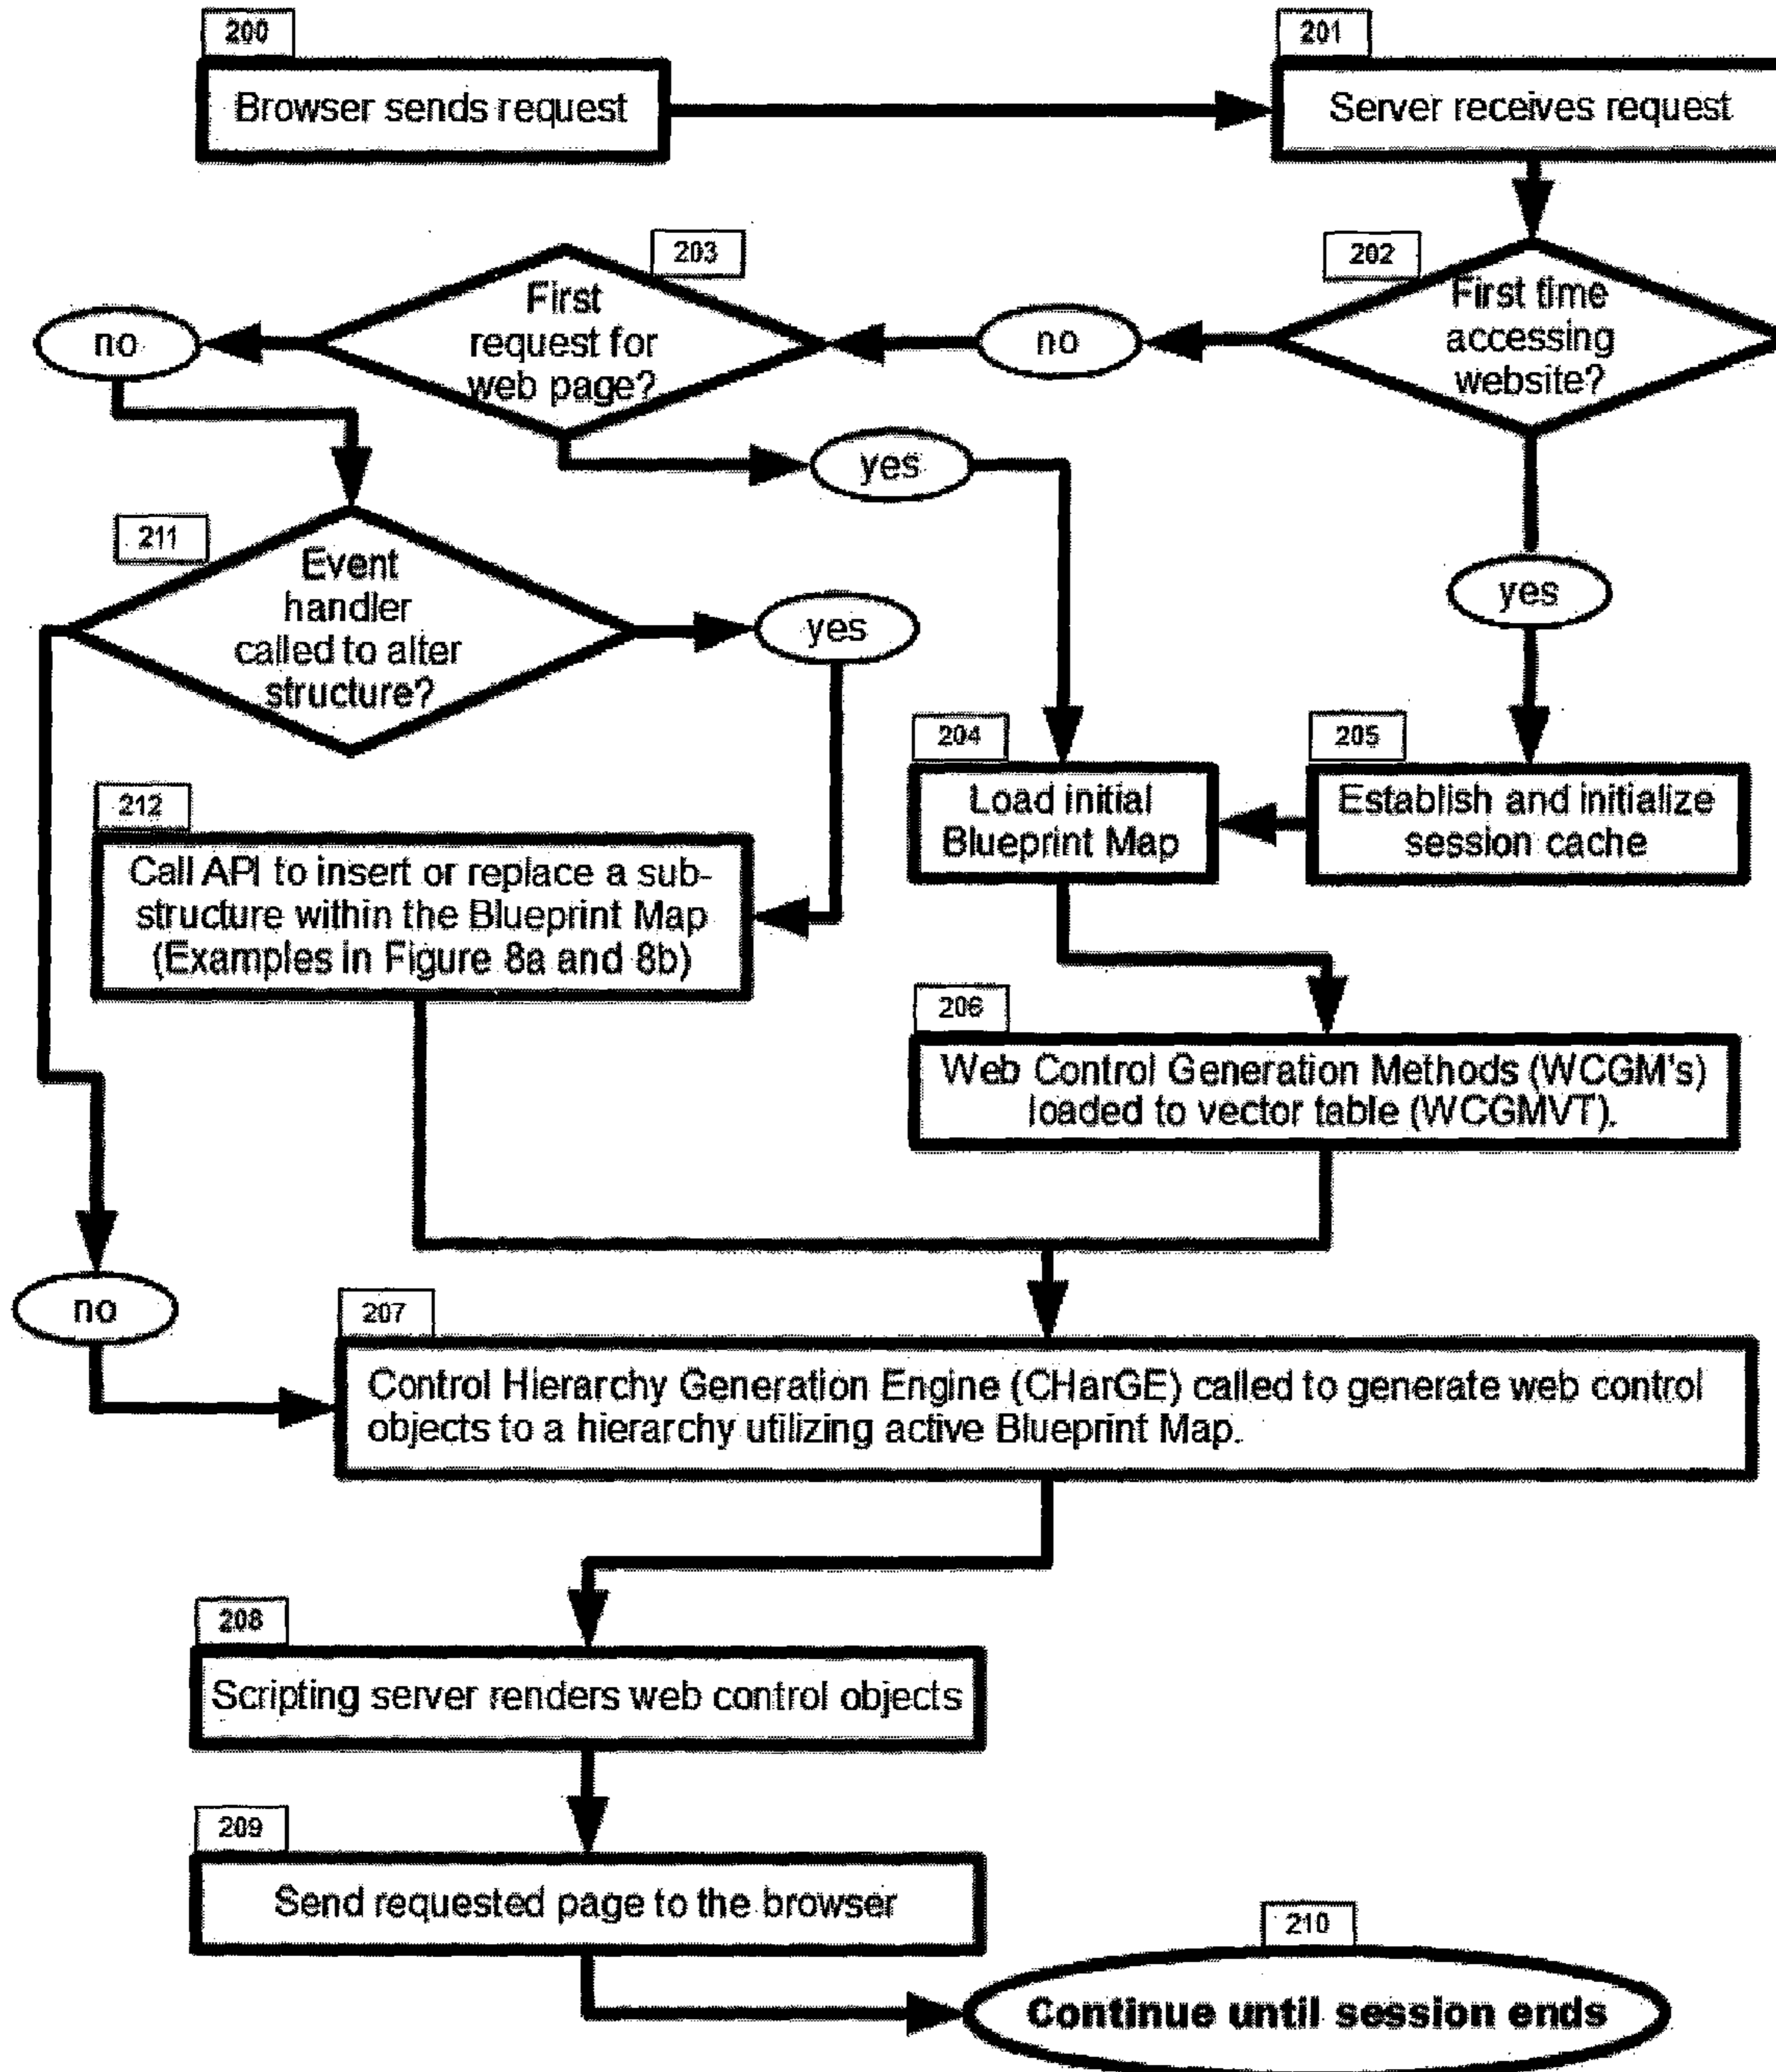 200
Browser sends request
201
Server receives request
202
First time
accessing
website?
no
203
First
request for
web page?
no
yes
yes
211
Event
handler
called to alter
structure?
yes
204
Load initial
Blueprint Map
205
Establish and initialize
session cache
212
Call API to insert or replace a sub-
structure within the Blueprint Map
(Examples in Figure 8a and 8b)
206
Web Control Generation Methods (WCGM's)
loaded to vector table (WCGMVT).
no
207
Control Hierarchy Generation Engine (CHarGE) called to generate web control
objects to a hierarchy utilizing active Blueprint Map.
208
Scripting server renders web control objects
209
Send requested page to the browser
210
Continue until session ends